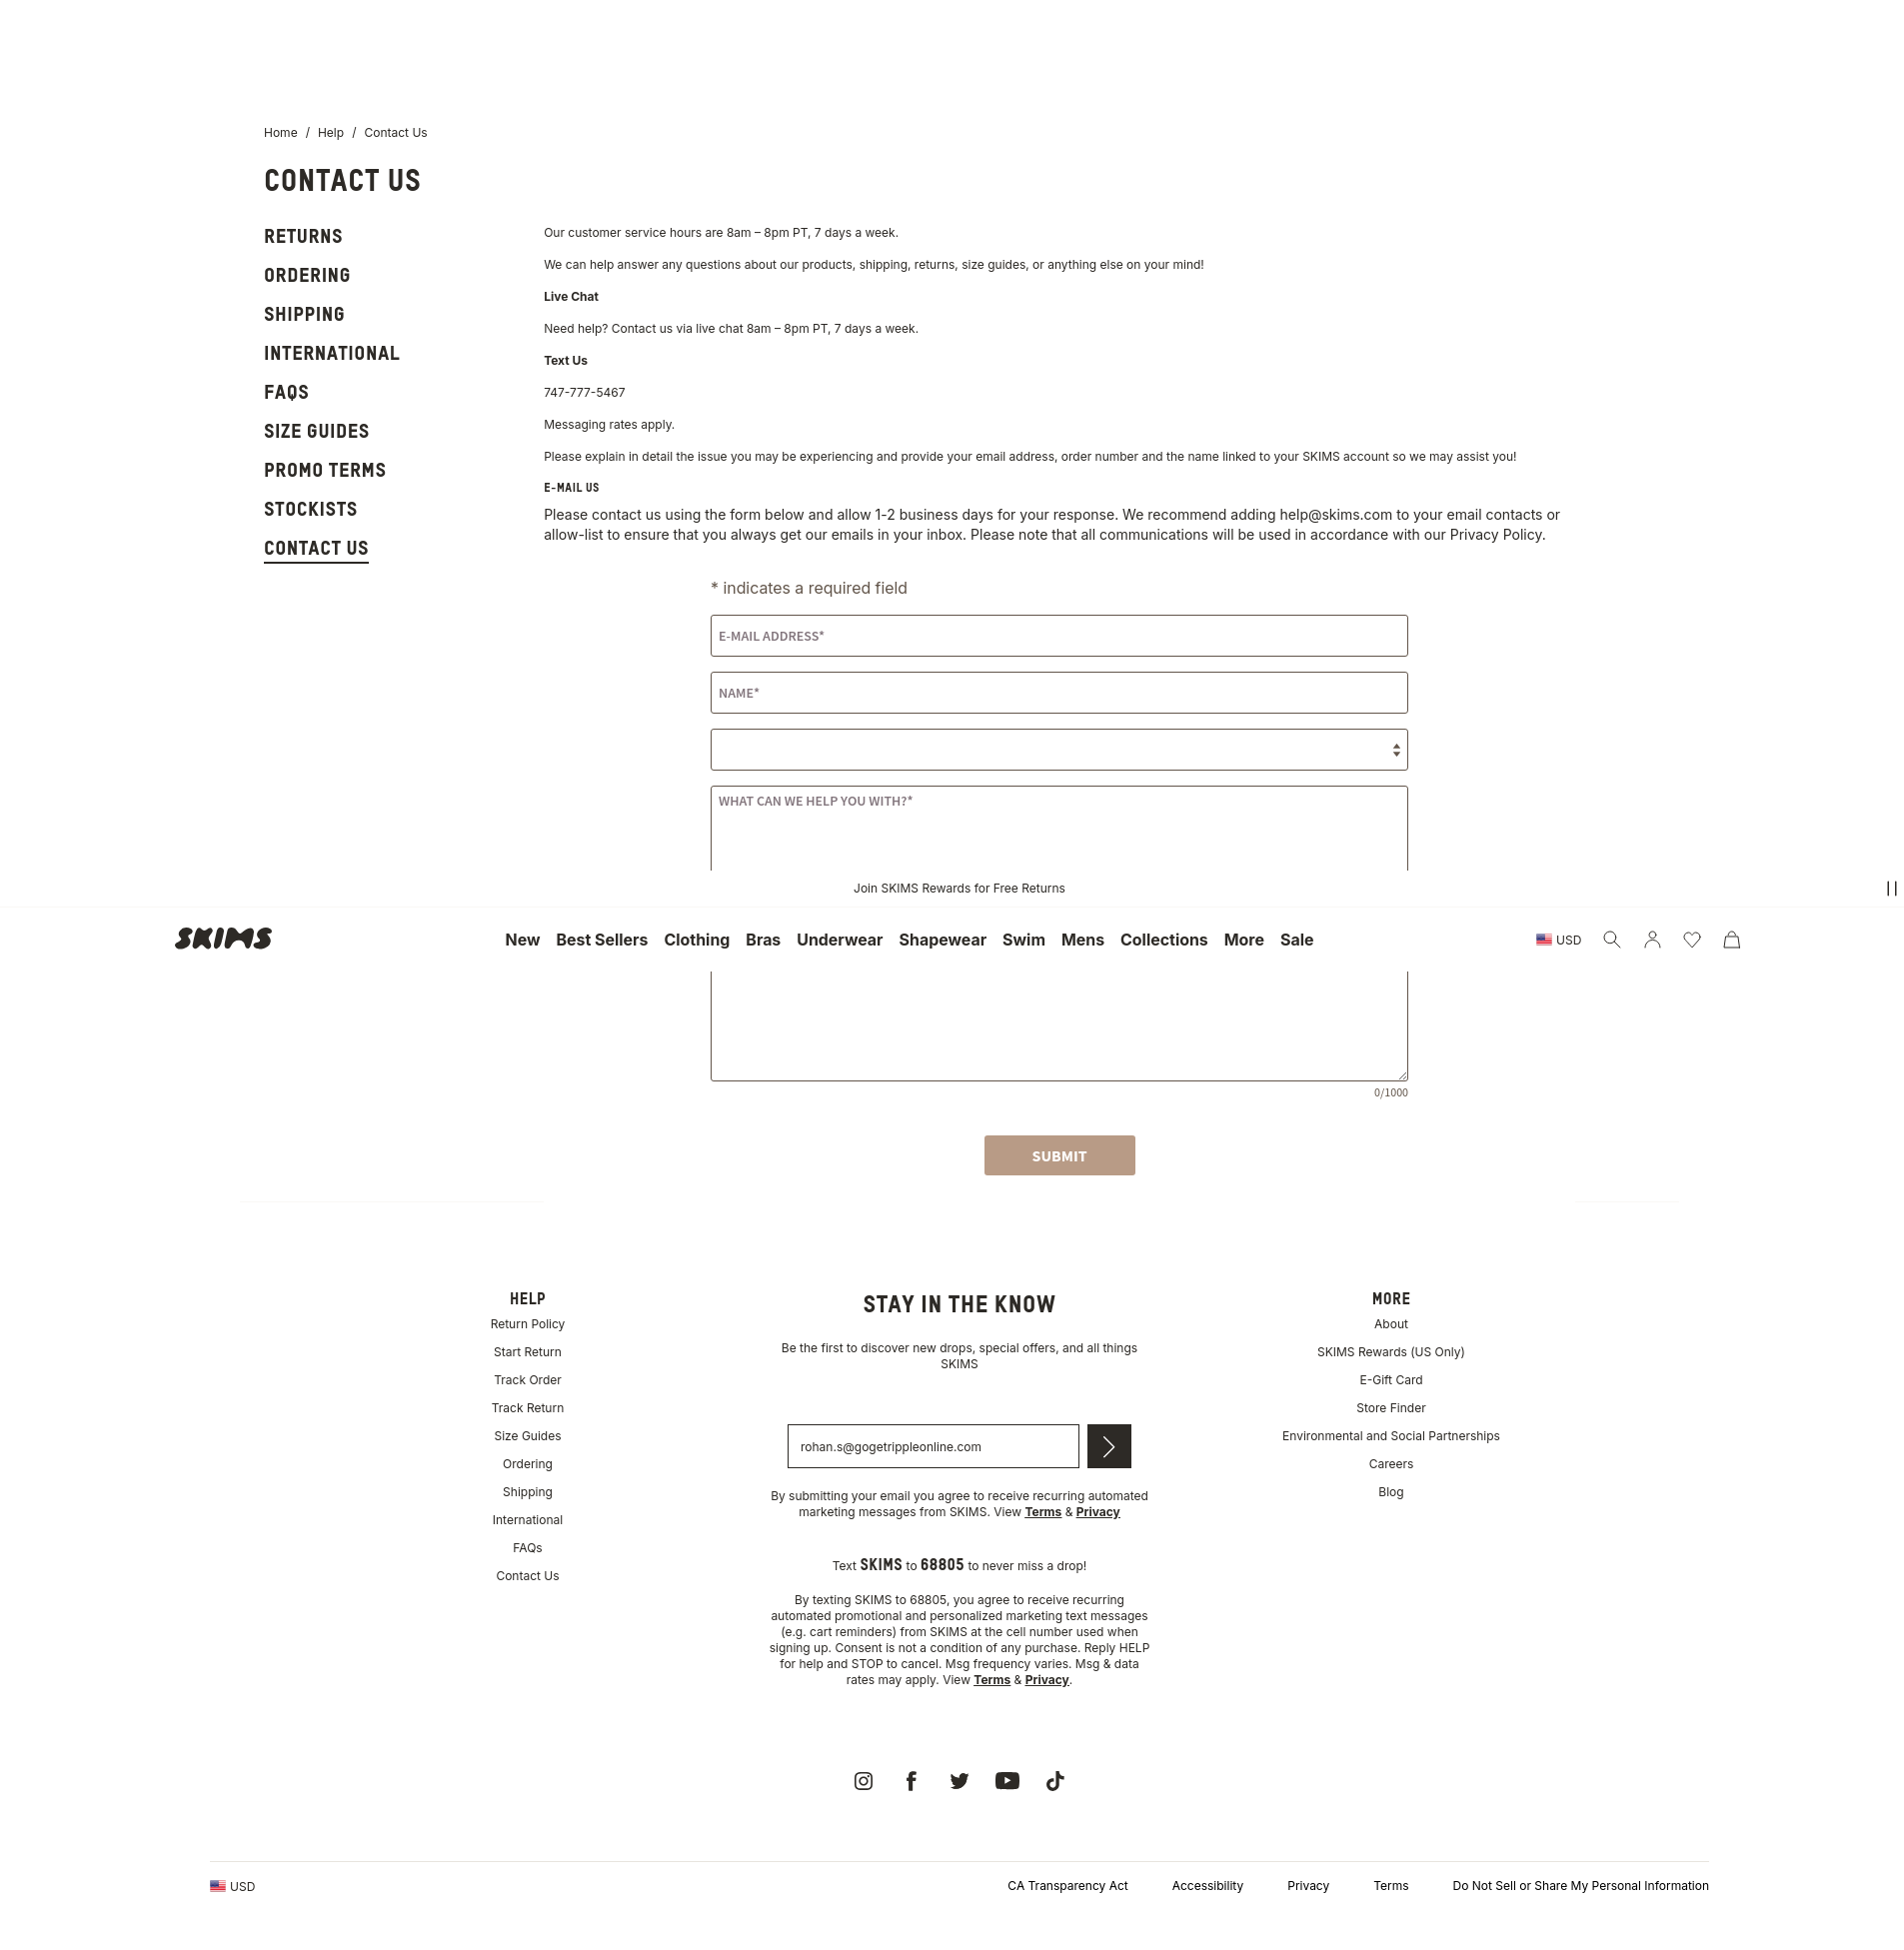 Home / Help / Contact Us
CONTACT US
RETURNS
ORDERING
SHIPPING
INTERNATIONAL
FAQS
SIZE GUIDES
PROMO TERMS
STOCKISTS
CONTACT US
Our customer service hours are 8am – 8pm PT, 7 days a week.
We can help answer any questions about our products, shipping, returns, size guides, or anything else on your mind!
Live Chat
Need help? Contact us via live chat 8am – 8pm PT, 7 days a week.
Text Us
747-777-5467
Messaging rates apply.
Please explain in detail the issue you may be experiencing and provide your email address, order number and the name linked to your SKIMS account so we may assist you!
E-MAIL US
Please contact us using the form below and allow 1-2 business days for your response. We recommend adding help@skims.com to your email contacts or
allow-list to ensure that you always get our emails in your inbox. Please note that all communications will be used in accordance with our Privacy Policy.
* indicates a required field
E-MAIL ADDRESS*
NAME*
WHAT CAN WE HELP YOU WITH?*
Join SKIMS Rewards for Free Returns
SKIMS
New Best Sellers Clothing Bras Underwear Shapewear Swim Mens Collections More Sale
USD
0/1000
SUBMIT
HELP
Return Policy
Start Return
Track Order
Track Return
Size Guides
Ordering
Shipping
International
FAQs
Contact Us
STAY IN THE KNOW
Be the first to discover new drops, special offers, and all things
SKIMS
rohan.s@gogetrippleonline.com
By submitting your email you agree to receive recurring automated
marketing messages from SKIMS. View Terms & Privacy
Text SKIMS to 68805 to never miss a drop!
By texting SKIMS to 68805, you agree to receive recurring
automated promotional and personalized marketing text messages
(e.g. cart reminders) from SKIMS at the cell number used when
signing up. Consent is not a condition of any purchase. Reply HELP
for help and STOP to cancel. Msg frequency varies. Msg & data
rates may apply. View Terms & Privacy.
MORE
About
SKIMS Rewards (US Only)
E-Gift Card
Store Finder
Environmental and Social Partnerships
Careers
Blog
USD
CA Transparency Act
Accessibility
Privacy
Terms
Do Not Sell or Share My Personal Information